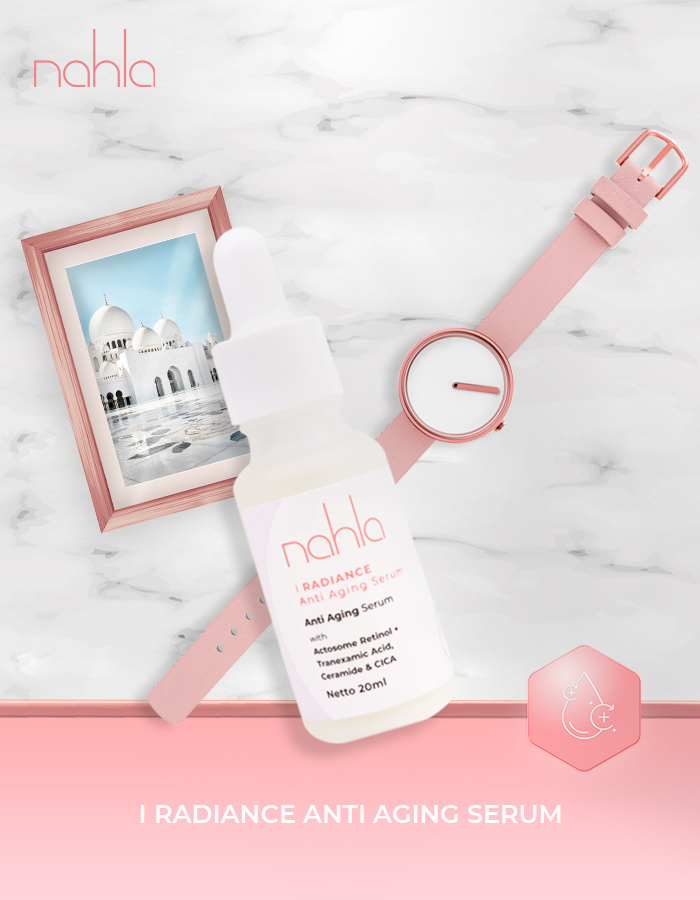 nahla
nahla
I RADIANCE
Anti Aging Serum
Anti Aging Serum
with
Actosome Retinol *
Tranexamic Acid,
Ceramide & CICA
Netto 20ml
I RADIANCE ANTI AGING SERUM